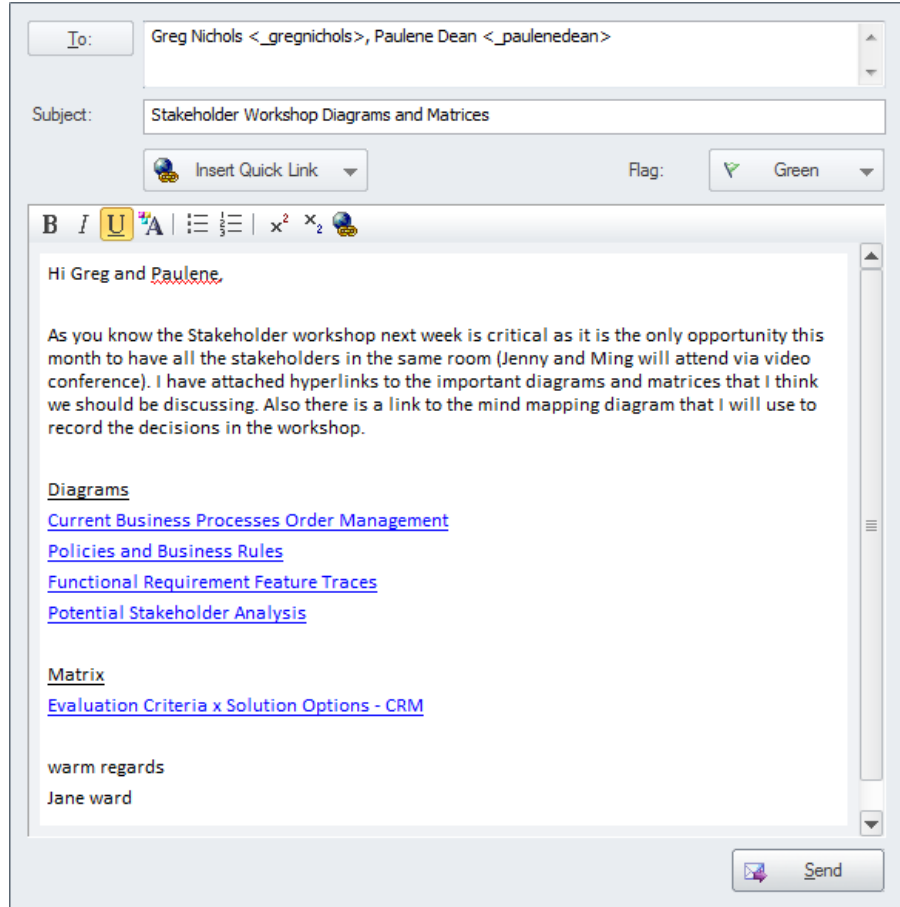 To:
Greg Nichols <_gregnichols>, Paulene Dean <_paulenedean>
Subject:
Stakeholder Workshop Diagrams and Matrices
Insert Quick Link
Flag:
Green
B I U A x² x₂
Hi Greg and Paulene,
As you know the Stakeholder workshop next week is critical as it is the only opportunity this
month to have all the stakeholders in the same room (Jenny and Ming will attend via video
conference). I have attached hyperlinks to the important diagrams and matrices that I think
we should be discussing. Also there is a link to the mind mapping diagram that I will use to
record the decisions in the workshop.
Diagrams
Current Business Processes Order Management
Policies and Business Rules
Functional Requirement Feature Traces
Potential Stakeholder Analysis
Matrix
Evaluation Criteria x Solution Options - CRM
warm regards
Jane ward
Send